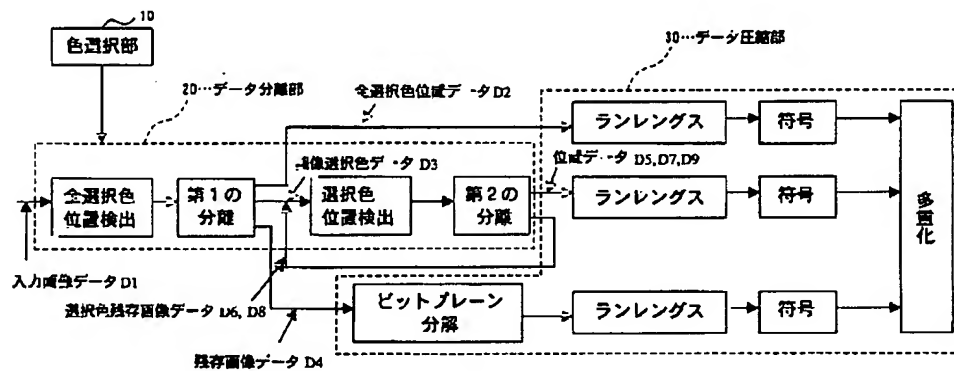 10
色選択部
30…データ圧縮部
20…データ分離部
全選択色位置データ D2
ランレングス
符号
画像選択色データ D3
位置データ D5,D7,D9
全選択色
位置検出
第1の
分離
選択色
位置検出
第2の
分離
ランレングス
符号
多重化
入力画像データ D1
選択色残存画像データ D6, D8
ビットプレーン
分解
ランレングス
符号
残存画像データ D4